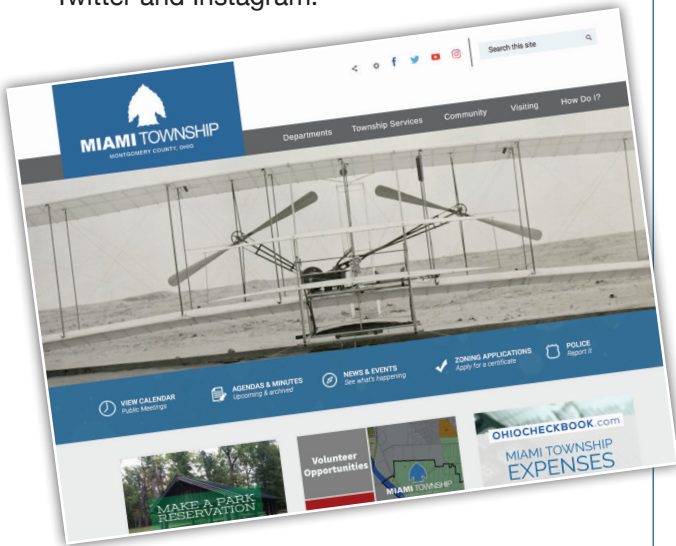 Twitter and Instagram.
Search this site
MIAMI TOWNSHIP
MONTGOMERY COUNTY, OHIO
Departments
Township Services
Community
Visiting
How Do I?
VIEW CALENDAR
Public Meetings
AGENDAS & MINUTES
Upcoming & archived
NEWS & EVENTS
See what's happening
ZONING APPLICATIONS
Apply for a certificate
POLICE
Report it
MAKE A PARK
RESERVATION
Volunteer
Opportunities
MIAMI TOWNSHIP
OHIOCHECKBOOK.com
MIAMI TOWNSHIP
EXPENSES